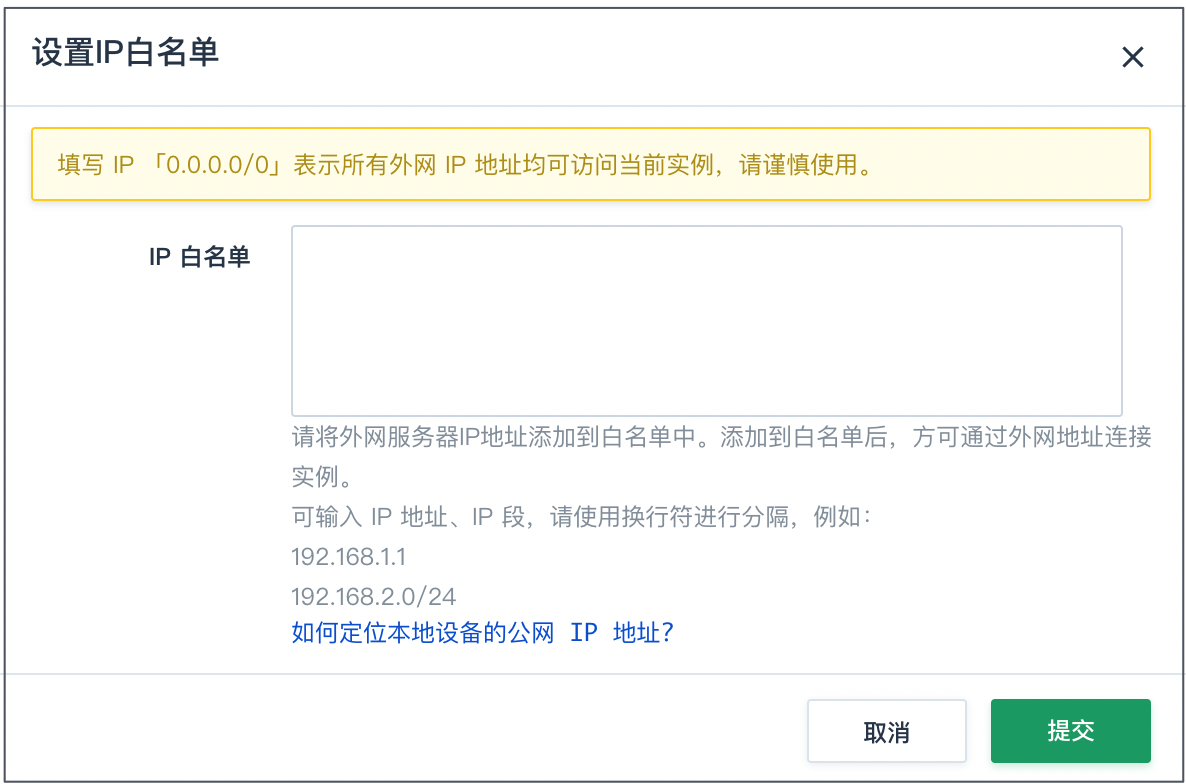 设置IP白名单
填写 IP 「0.0.0.0/0」表示所有外网 IP 地址均可访问当前实例，请谨慎使用。
IP 白名单
请将外网服务器IP地址添加到白名单中。添加到白名单后，方可通过外网地址连接
实例。
可输入 IP 地址、IP 段，请使用换行符进行分隔，例如：
192.168.1.1
192.168.2.0/24
如何定位本地设备的公网 IP 地址？
取消
提交